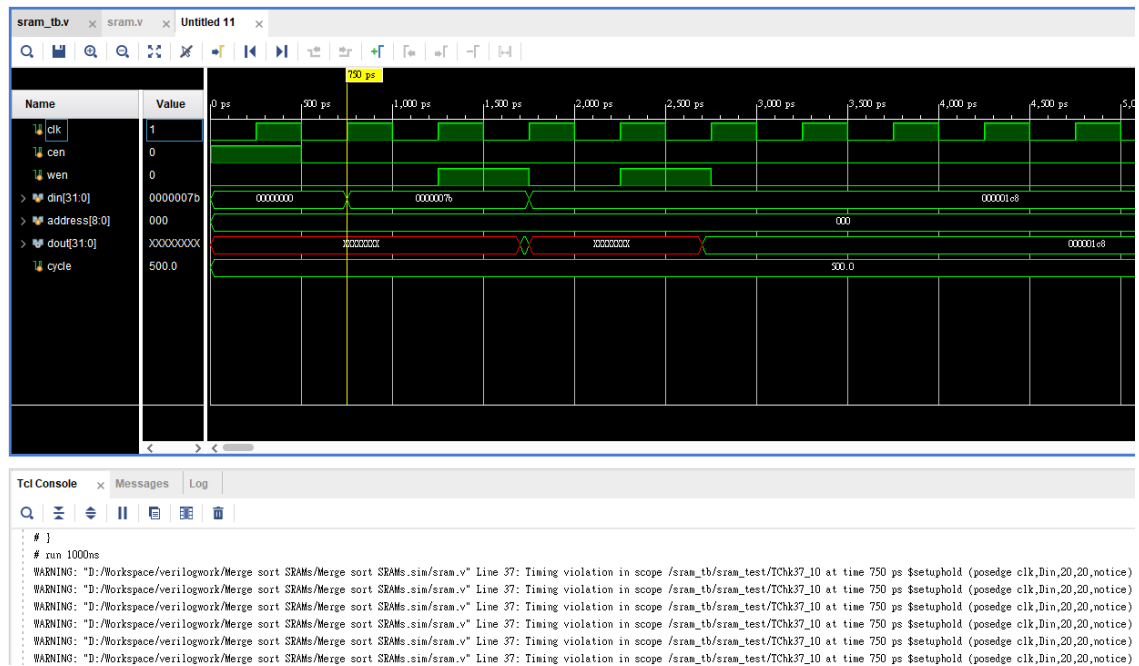 sram_tb.v × sram.v × Untitled 11 ×
750 ps
Name Value
0 ps 500 ps 1,000 ps 1,500 ps 2,000 ps 2,500 ps 3,000 ps 3,500 ps 4,000 ps 4,500 ps 5,0
clk 1
cen 0
wen 0
din[31:0] 0000007b 00000000 0000007b 000001c8
address[8:0] 000 000
dout[31:0] XXXXXXXX XXXXXXXX XXXXXXXX 000001c8
cycle 500.0 500.0
Tcl Console × Messages Log
# }
# run 1000ns
WARNING: "D:/Workspace/verilogwork/Merge sort SRAMs/Merge sort SRAMs.sim/sram.v" Line 37: Timing violation in scope /sram_tb/sram_test/TChk37_10 at time 750 ps $setuphold (posedge clk,Din,20,20,notice)
WARNING: "D:/Workspace/verilogwork/Merge sort SRAMs/Merge sort SRAMs.sim/sram.v" Line 37: Timing violation in scope /sram_tb/sram_test/TChk37_10 at time 750 ps $setuphold (posedge clk,Din,20,20,notice)
WARNING: "D:/Workspace/verilogwork/Merge sort SRAMs/Merge sort SRAMs.sim/sram.v" Line 37: Timing violation in scope /sram_tb/sram_test/TChk37_10 at time 750 ps $setuphold (posedge clk,Din,20,20,notice)
WARNING: "D:/Workspace/verilogwork/Merge sort SRAMs/Merge sort SRAMs.sim/sram.v" Line 37: Timing violation in scope /sram_tb/sram_test/TChk37_10 at time 750 ps $setuphold (posedge clk,Din,20,20,notice)
WARNING: "D:/Workspace/verilogwork/Merge sort SRAMs/Merge sort SRAMs.sim/sram.v" Line 37: Timing violation in scope /sram_tb/sram_test/TChk37_10 at time 750 ps $setuphold (posedge clk,Din,20,20,notice)
WARNING: "D:/Workspace/verilogwork/Merge sort SRAMs/Merge sort SRAMs.sim/sram.v" Line 37: Timing violation in scope /sram_tb/sram_test/TChk37_10 at time 750 ps $setuphold (posedge clk,Din,20,20,notice)